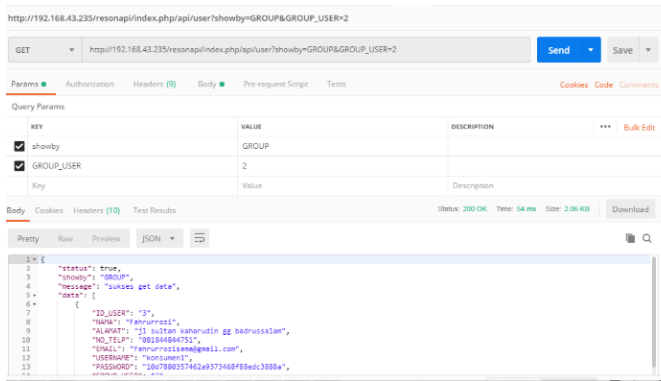 http://192.168.43.235/resonapi/index.php/api/user?showby=GROUP&GROUP_USER=2
GET http://192.168.43.235/resonapi/index.php/api/user?showby=GROUP&GROUP_USER=2 Send Save
Params Authorization Headers (9) Body Pre-request Script Tests Cookies Code Comments
Query Params
KEY VALUE DESCRIPTION ••• Bulk Edit
showby GROUP
GROUP_USER 2
Key Value Description
Body Cookies Headers (10) Test Results Status: 200 OK Time: 54 ms Size: 2.06 KB Download
Pretty Raw Preview JSON
1 {
2 "status": true,
3 "showby": "GROUP",
4 "message": "sukses get data",
5 "data": [
6 {
7 "ID_USER": "3",
8 "NAMA": "Fahrurrozi",
9 "ALAMAT": "jl sultan kaharudin gg badrussalam",
10 "NO_TELP": "081844844751",
11 "EMAIL": "Fahrurrozisama@gmail.com",
12 "USERNAME": "konsumen1",
13 "PASSWORD": "10d7880337462a9373468f88edc3888a",